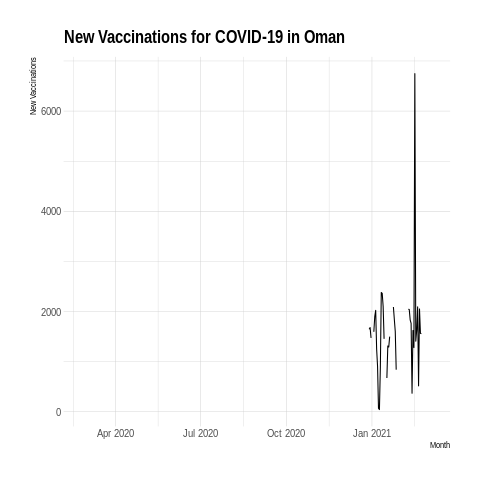 New Vaccinations for COVID-19 in Oman
New Vaccinations
6000
4000
2000
0
Apr 2020
Jul 2020
Oct 2020
Jan 2021
Month